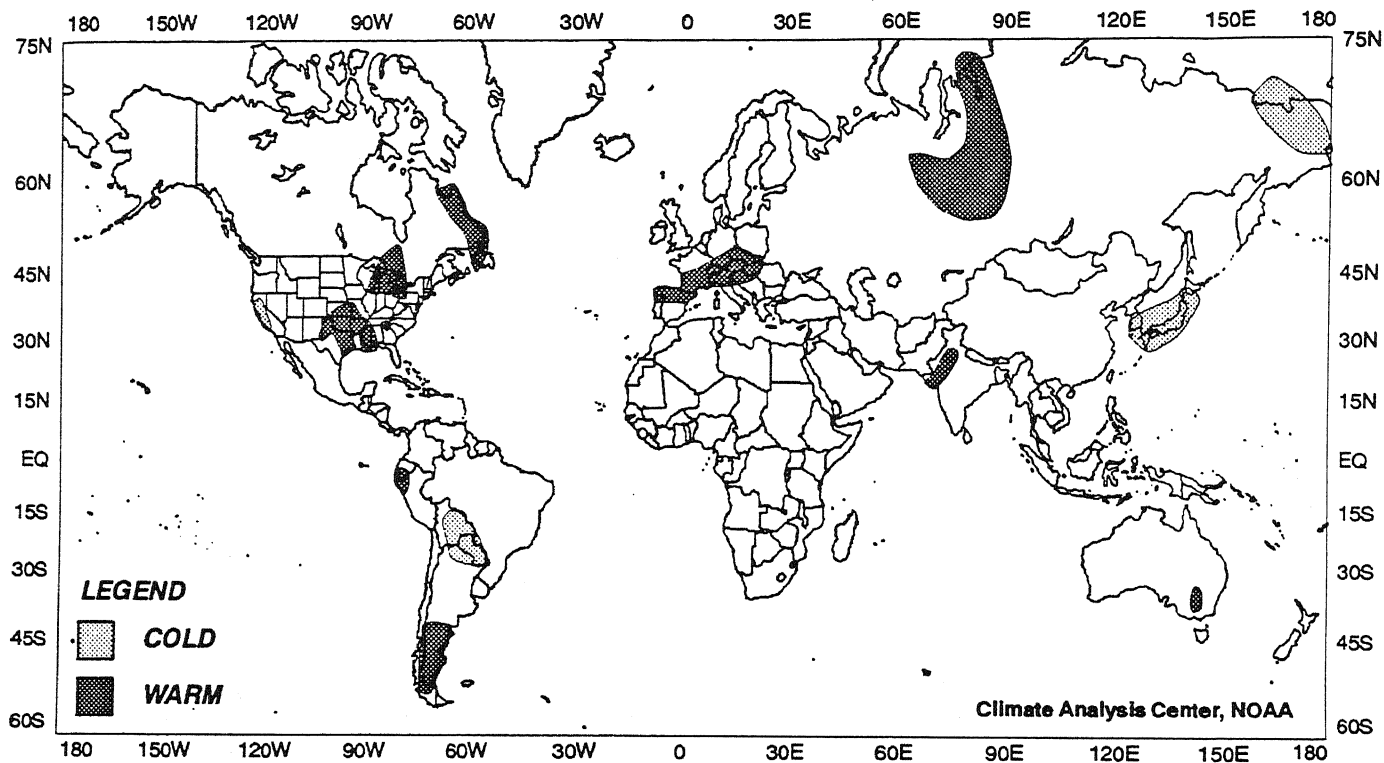 180 150W 120W 90W 60W 30W 0 30E 60E 90E 120E 150E 180
75N 75N
60N 60N
45N 45N
30N 30N
15N 15N
EQ EQ
15S 15S
30S 30S
LEGEND
45S COLD 45S
WARM
Climate Analysis Center, NOAA
60S 60S
180 150W 120W 90W 60W 30W 0 30E 60E 90E 120E 150E 180